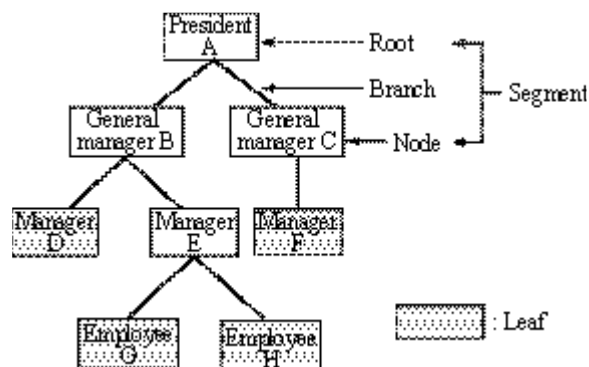 President
A
Root
Branch
Segment
General
manager B
General
manager C
Node
Manager
D
Manager
E
Manager
F
Employee
G
Employee
H
: Leaf